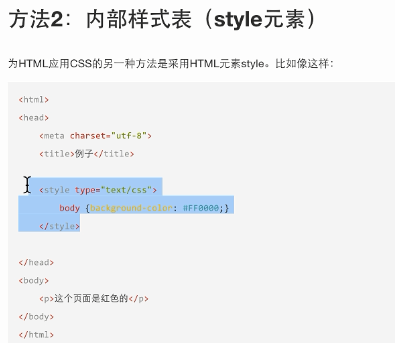 方法2：内部样式表（style元素）
为HTML应用CSS的另一种方法是采用HTML元素style。比如像这样：
<html>
<head>
<meta charset="utf-8">
<title>例子</title>
<style type="text/css">
body {background-color: #FF0000;}
</style>
</head>
<body>
<p>这个页面是红色的</p>
</body>
</html>